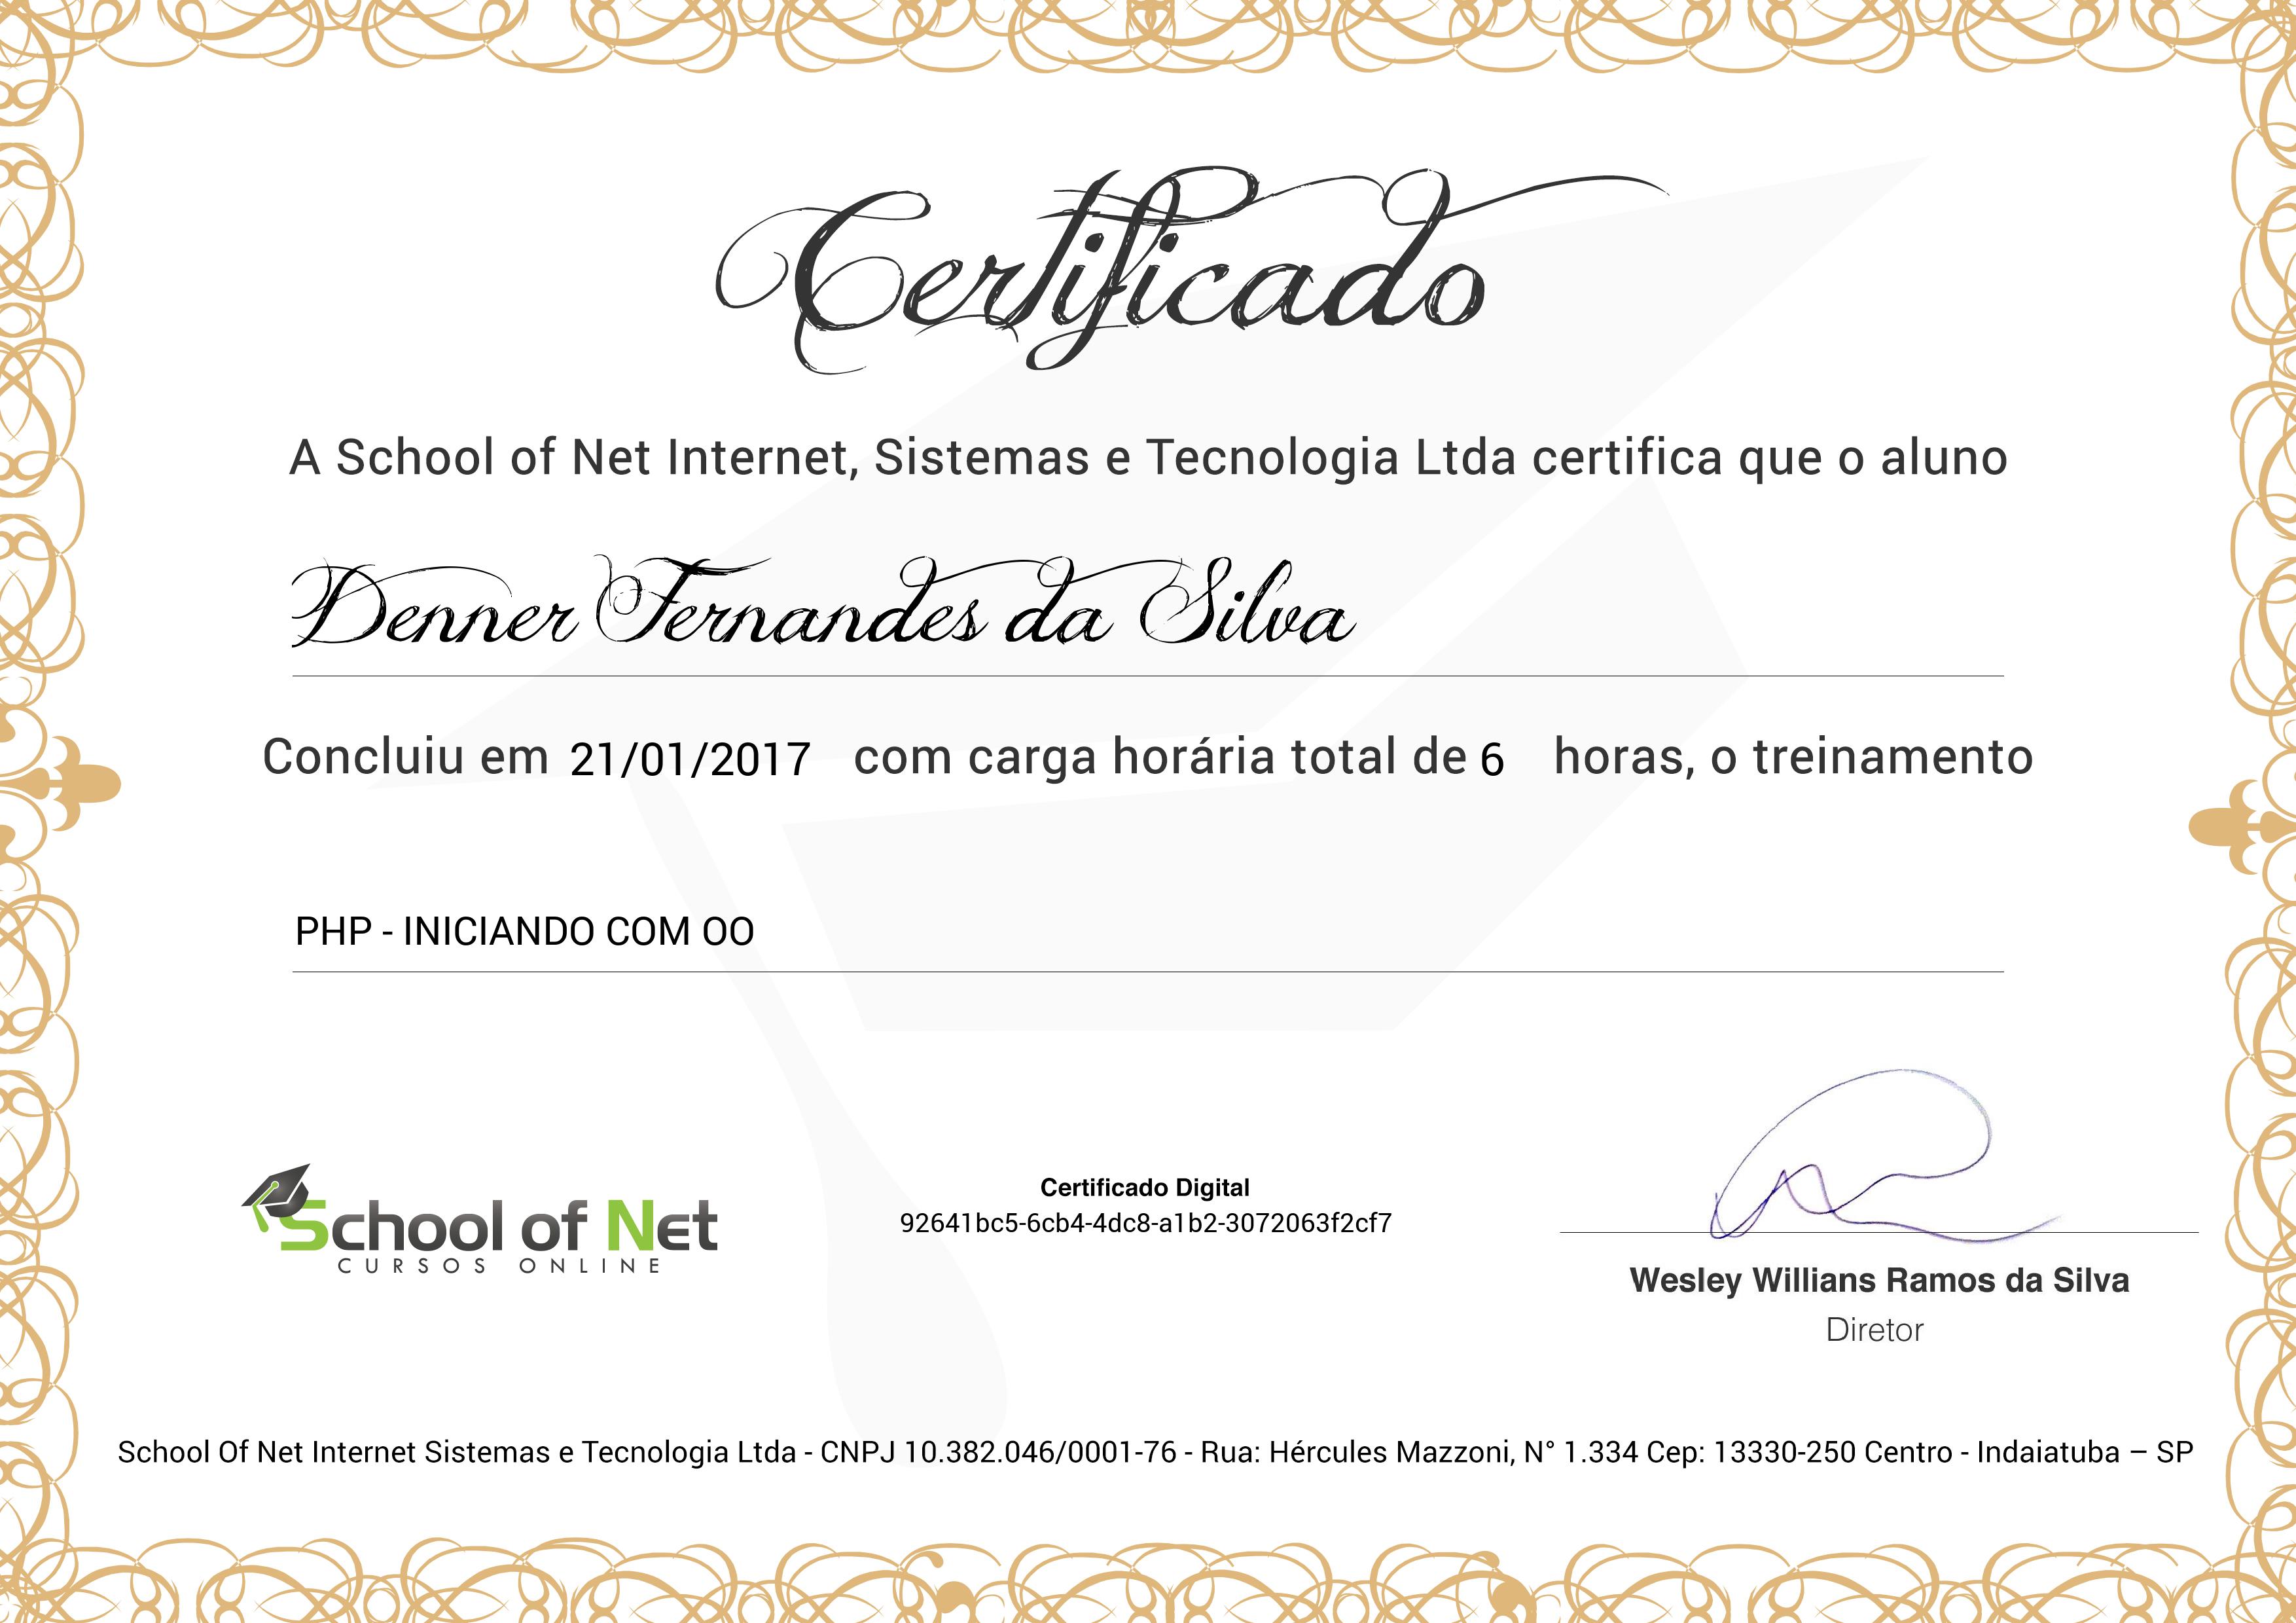 Certificado
A School of Net Internet, Sistemas e Tecnologia Ltda certifica que o aluno
Denner Fernandes da Silva
Concluiu em 21/01/2017 com carga horária total de 6 horas, o treinamento
PHP - INICIANDO COM OO
School of Net
CURSOS ONLINE
Certificado Digital
92641bc5-6cb4-4dc8-a1b2-3072063f2cf7
Wesley Willians Ramos da Silva
Diretor
School Of Net Internet Sistemas e Tecnologia Ltda - CNPJ 10.382.046/0001-76 - Rua: Hércules Mazzoni, N° 1.334 Cep: 13330-250 Centro - Indaiatuba – SP